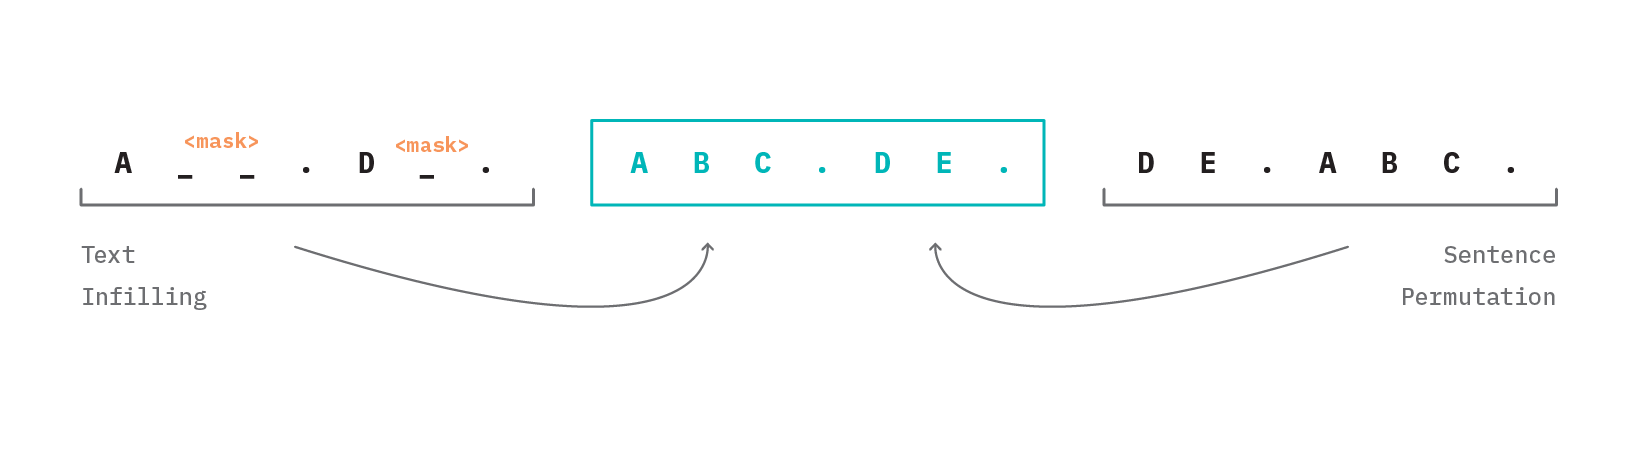 <mask> <mask>
A _ _ . D _ .
A B C . D E .
D E . A B C .
Text
Infilling
Sentence
Permutation